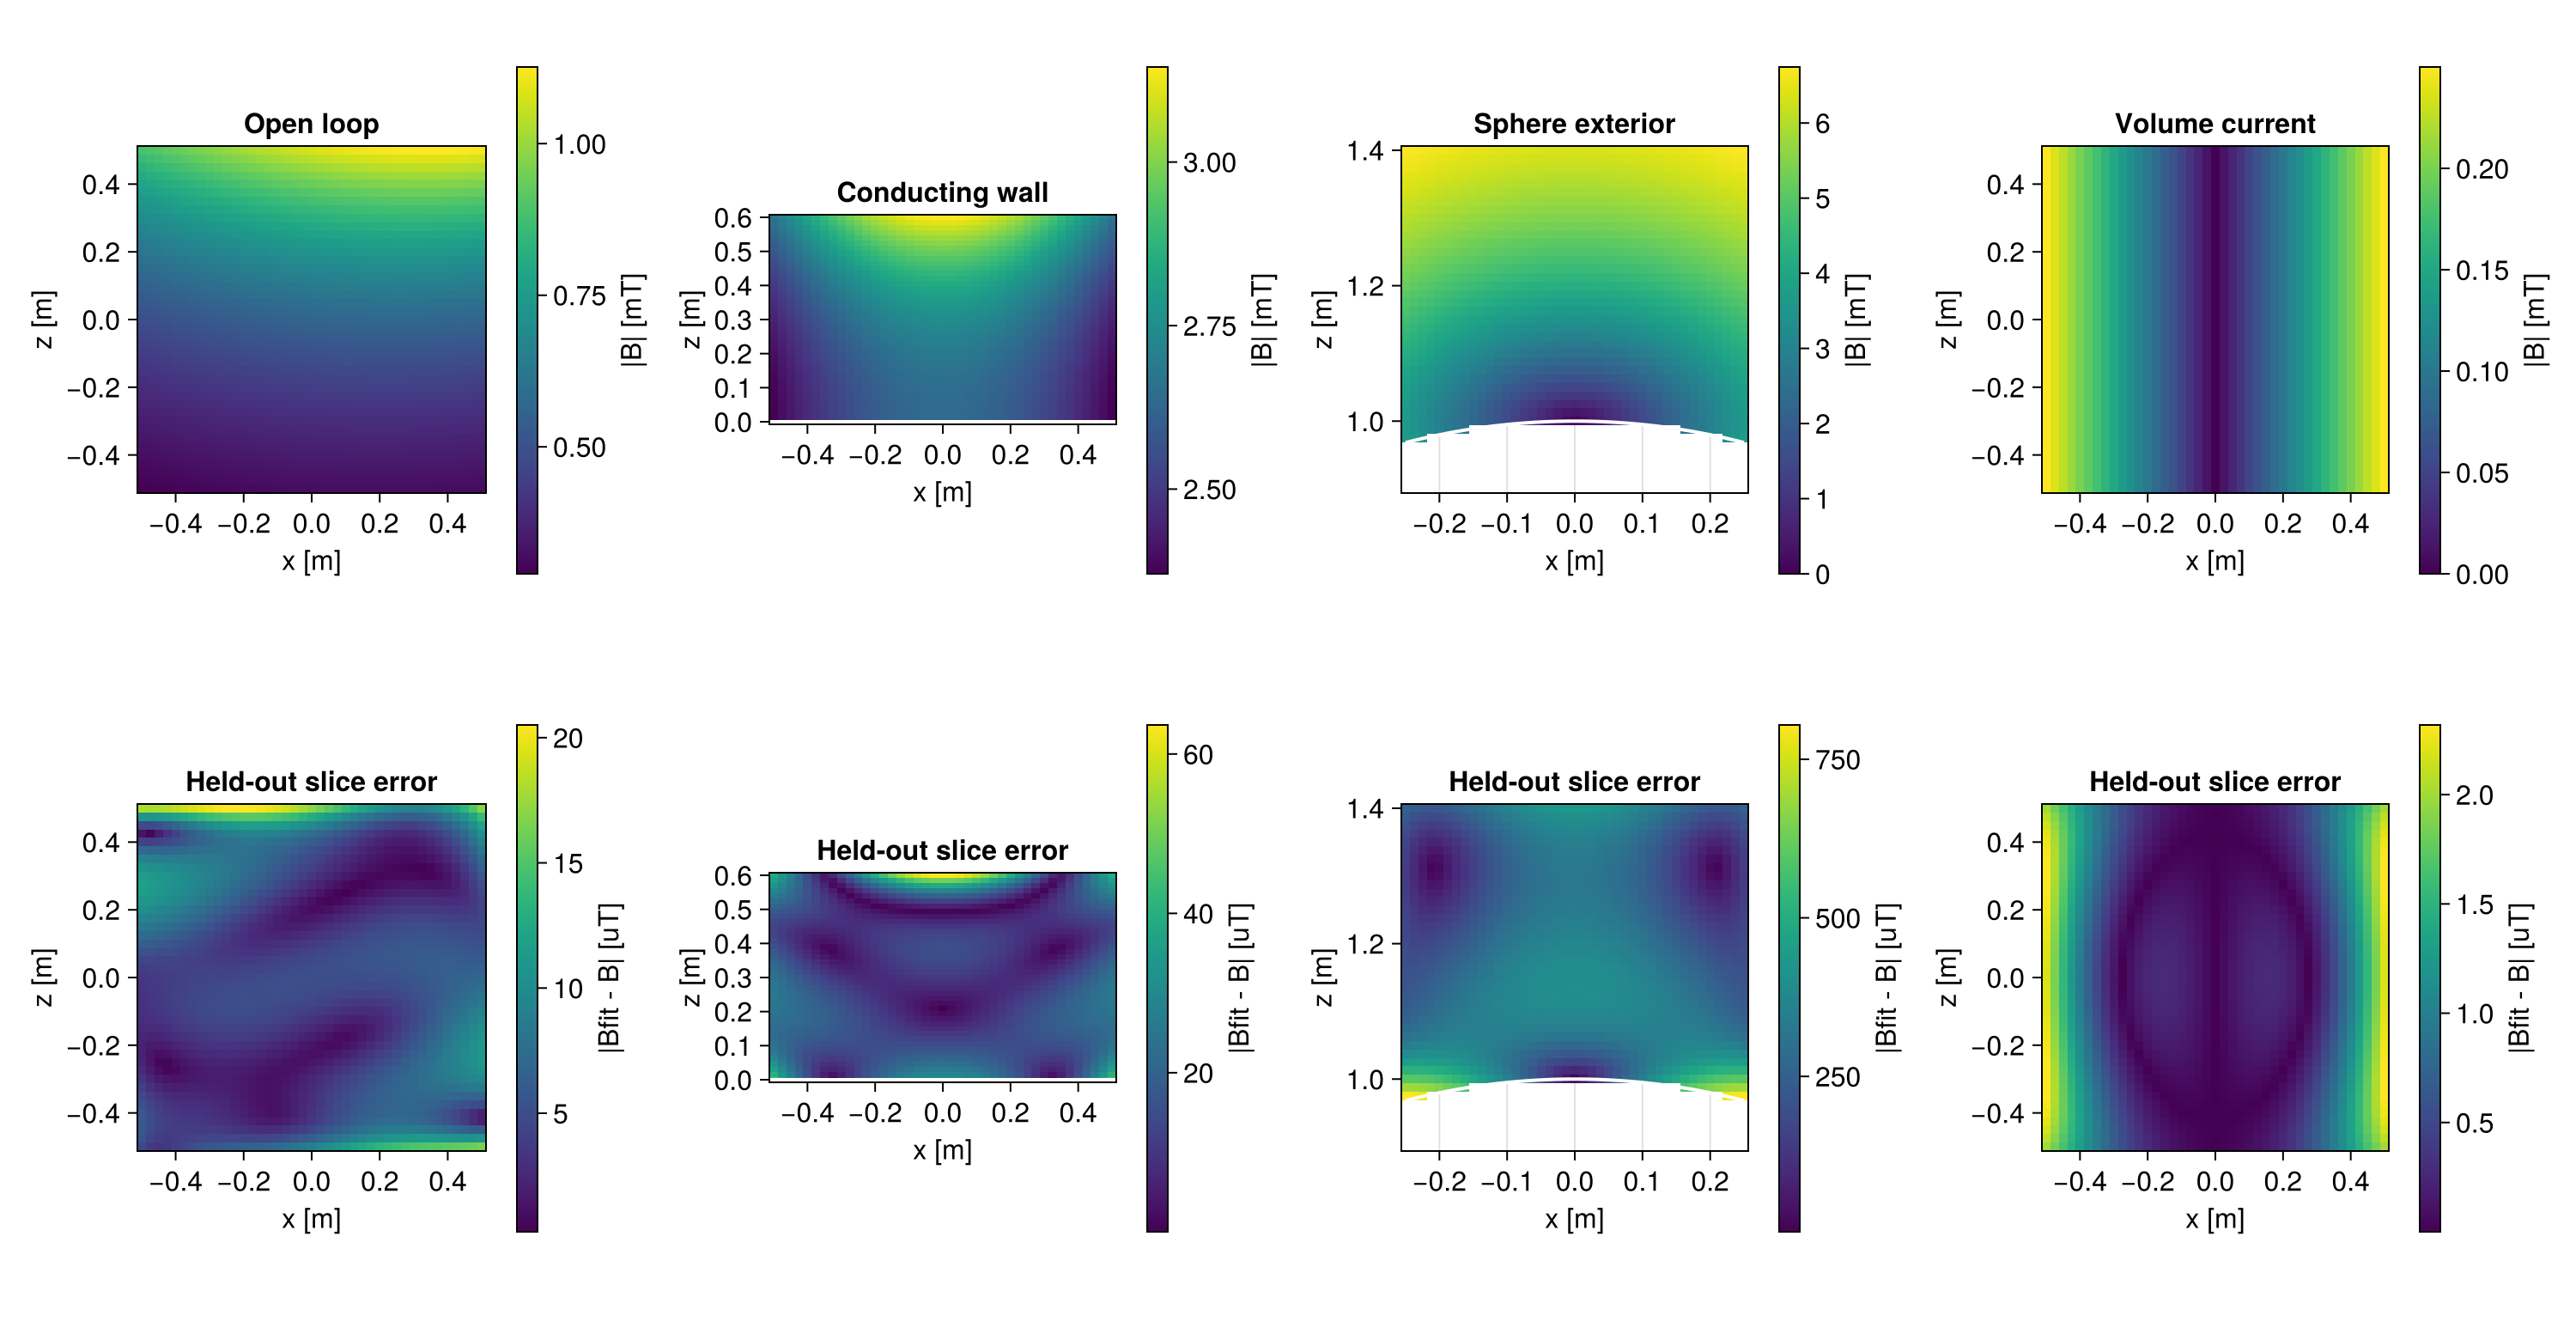 Open loop
z [m]
0.4
0.2
0.0
−0.2
−0.4
−0.4 −0.2 0.0 0.2 0.4
x [m]
1.00
0.75
0.50
|B| [mT]
Conducting wall
z [m]
0.6
0.5
0.4
0.3
0.2
0.1
0.0
−0.4 −0.2 0.0 0.2 0.4
x [m]
3.00
2.75
2.50
|B| [mT]
Sphere exterior
z [m]
1.4
1.2
1.0
−0.2 −0.1 0.0 0.1 0.2
x [m]
6
5
4
3
2
1
0
|B| [mT]
Volume current
z [m]
0.4
0.2
0.0
−0.2
−0.4
−0.4 −0.2 0.0 0.2 0.4
x [m]
0.20
0.15
0.10
0.05
0.00
|B| [mT]
Held-out slice error
z [m]
0.4
0.2
0.0
−0.2
−0.4
−0.4 −0.2 0.0 0.2 0.4
x [m]
20
15
10
5
|Bfit - B| [uT]
Held-out slice error
z [m]
0.6
0.5
0.4
0.3
0.2
0.1
0.0
−0.4 −0.2 0.0 0.2 0.4
x [m]
60
40
20
|Bfit - B| [uT]
Held-out slice error
z [m]
1.4
1.2
1.0
−0.2 −0.1 0.0 0.1 0.2
x [m]
750
500
250
|Bfit - B| [uT]
Held-out slice error
z [m]
0.4
0.2
0.0
−0.2
−0.4
−0.4 −0.2 0.0 0.2 0.4
x [m]
2.0
1.5
1.0
0.5
|Bfit - B| [uT]